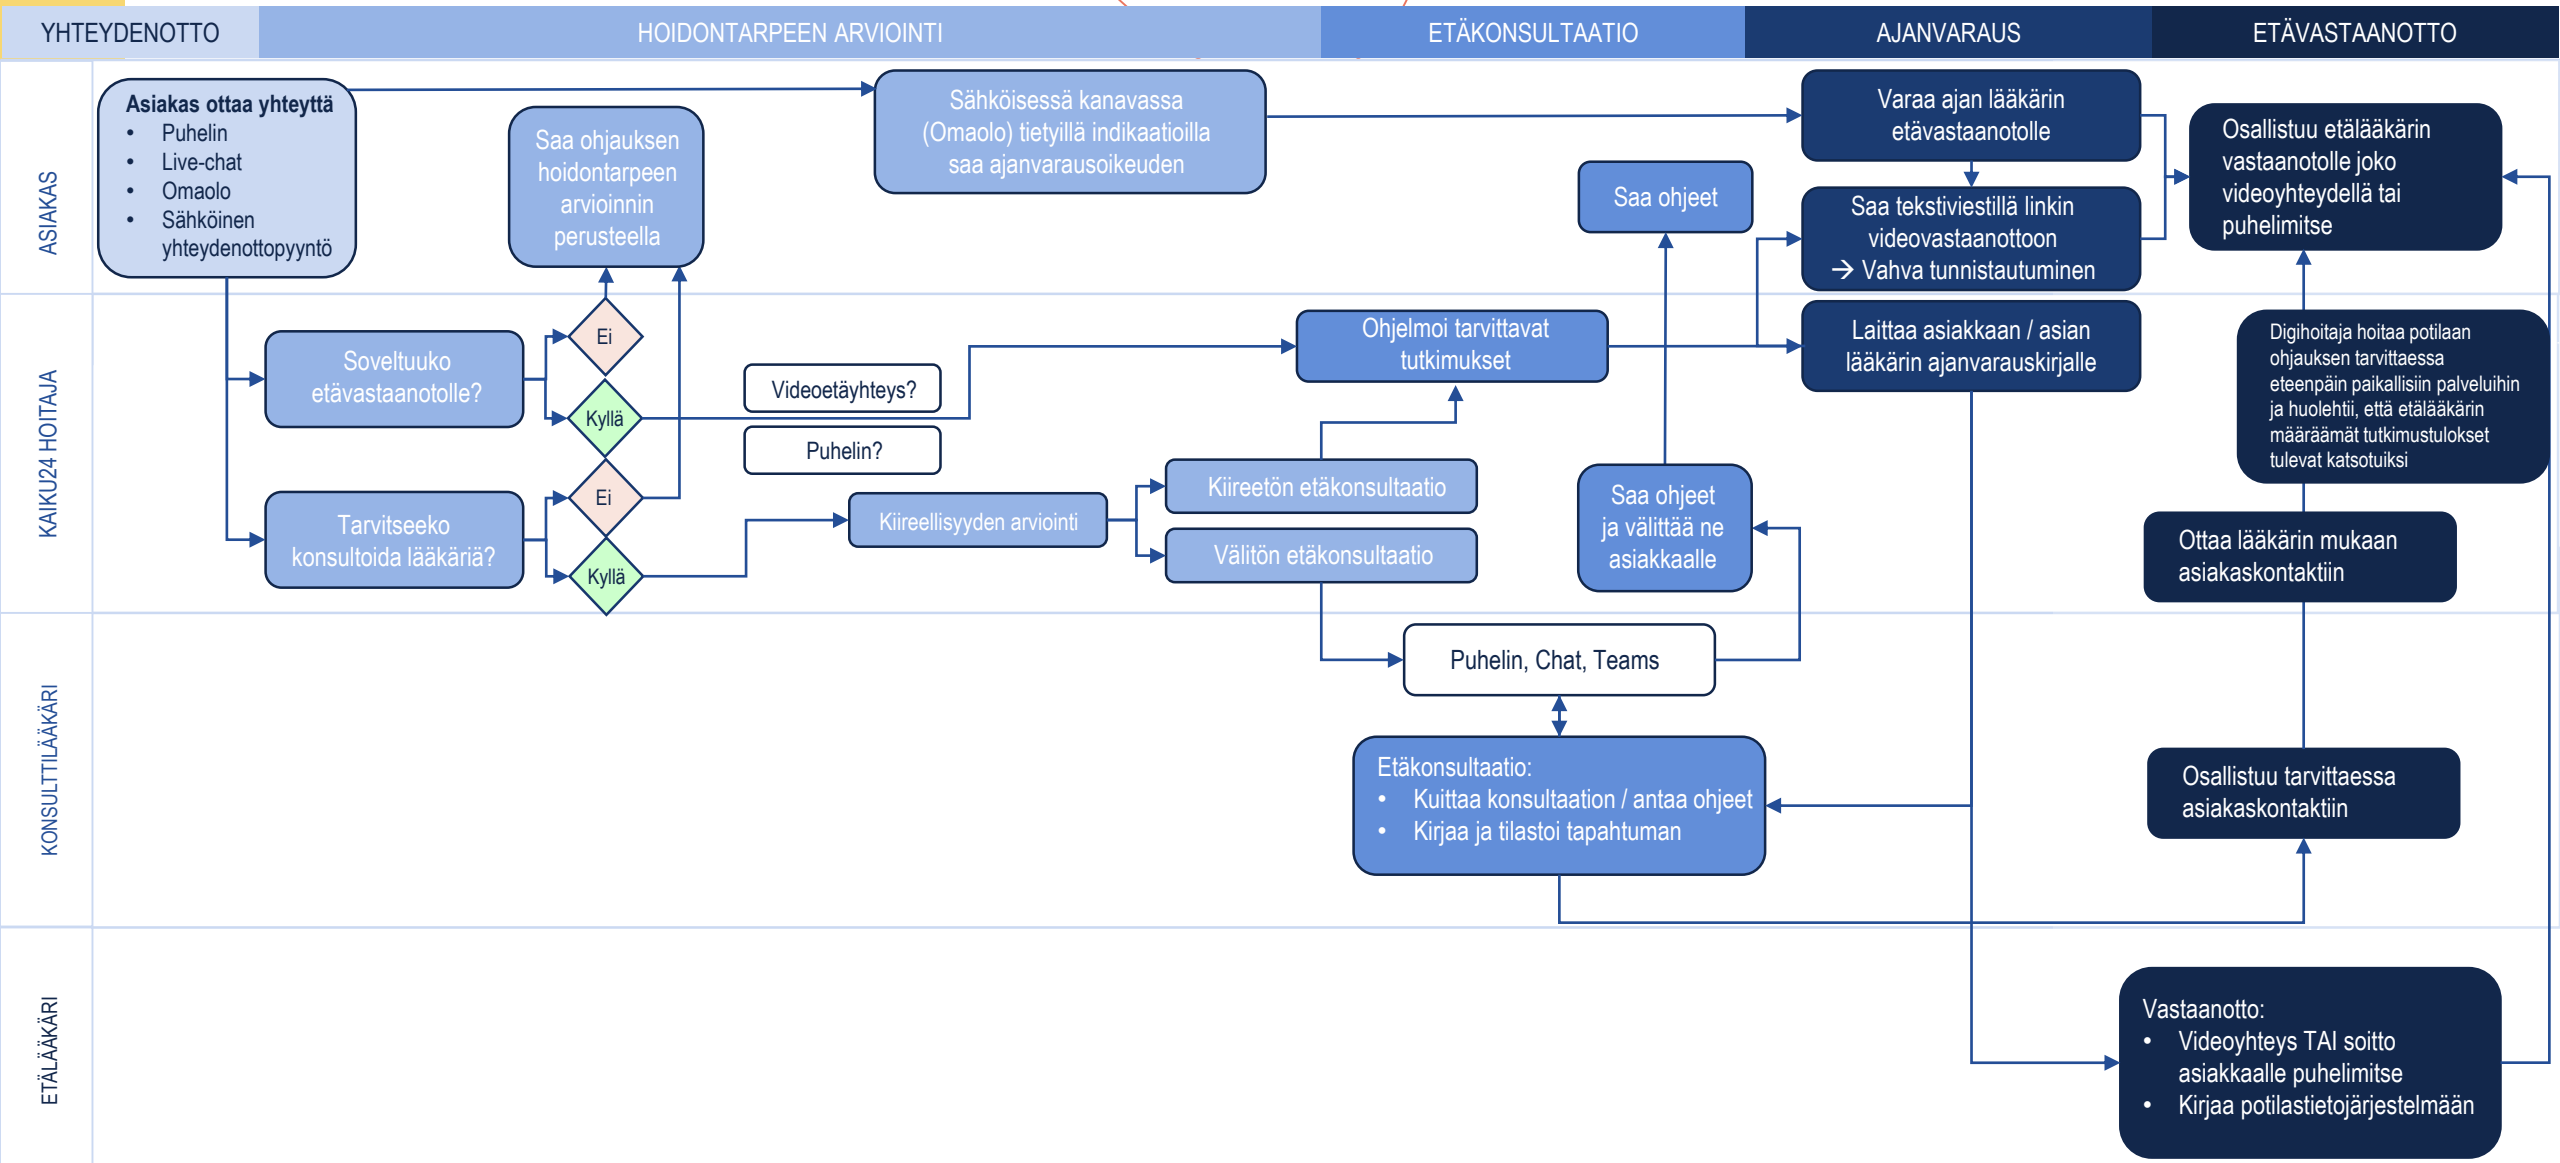 YHTEYDENOTTO
HOIDONTARPEEN ARVIOINTI
ETÄKONSULTAATIO
AJANVARAUS
ETÄVASTAANOTTO
ASIAKAS
Asiakas ottaa yhteyttä
• Puhelin
• Live-chat
• Omaolo
• Sähköinen
yhteydenottopyyntö
Saa ohjauksen
hoidontarpeen
arvioinnin
perusteella
Sähköisessä kanavassa
(Omaolo) tietyillä indikaatioilla
saa ajanvarausoikeuden
Saa ohjeet
Varaa ajan lääkärin
etävastaanotolle
Saa tekstiviestillä linkin
videovastaanottoon
→ Vahva tunnistautuminen
Osallistuu etälääkärin
vastaanotolle joko
videoyhteydellä tai
puhelimitse
KAIKU24 HOITAJA
Soveltuuko
etävastaanotolle?
Ei
Kyllä
Videoetäyhteys?
Puhelin?
Tarvitseeko
konsultoida lääkäriä?
Ei
Kyllä
Kiireellisyyden arviointi
Kiireetön etäkonsultaatio
Välitön etäkonsultaatio
Ohjelmoi tarvittavat
tutkimukset
Saa ohjeet
ja välittää ne
asiakkaalle
Laittaa asiakkaan / asian
lääkärin ajanvarauskirjalle
Digihoitaja hoitaa potilaan
ohjauksen tarvittaessa
eteenpäin paikallisiin palveluihin
ja huolehtii, että etälääkärin
määräämät tutkimustulokset
tulevat katsotuiksi
Ottaa lääkärin mukaan
asiakaskontaktiin
KONSULTTILÄÄKÄRI
Puhelin, Chat, Teams
Etäkonsultaatio:
• Kuittaa konsultaation / antaa ohjeet
• Kirjaa ja tilastoi tapahtuman
Osallistuu tarvittaessa
asiakaskontaktiin
ETÄLÄÄKÄRI
Vastaanotto:
• Videoyhteys TAI soitto
asiakkaalle puhelimitse
• Kirjaa potilastietojärjestelmään